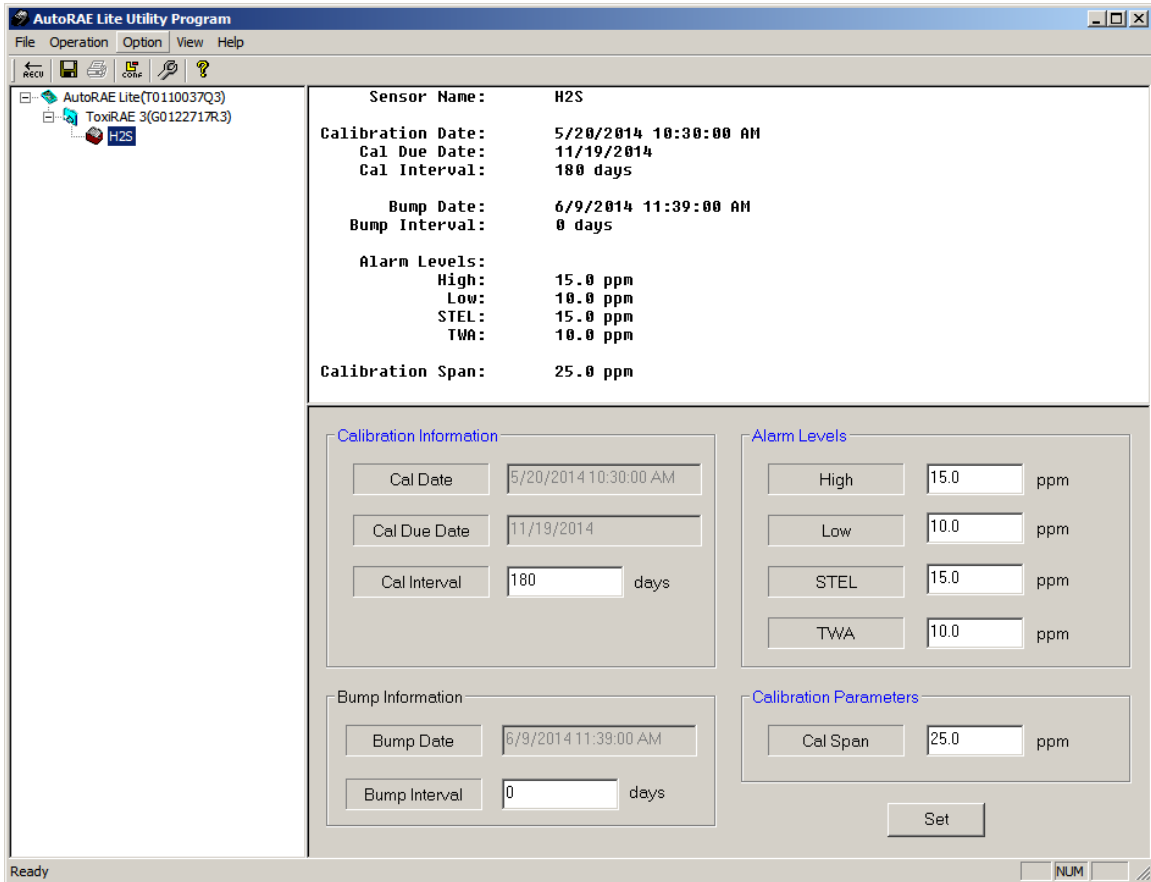 AutoRAE Lite Utility Program
File Operation Option View Help
RECV CONF
AutoRAE Lite(T0110037Q3)
ToxiRAE 3(G0122717R3)
H2S
Sensor Name: H2S
Calibration Date: 5/20/2014 10:30:00 AM
Cal Due Date: 11/19/2014
Cal Interval: 180 days
Bump Date: 6/9/2014 11:39:00 AM
Bump Interval: 0 days
Alarm Levels:
High: 15.0 ppm
Low: 10.0 ppm
STEL: 15.0 ppm
TWA: 10.0 ppm
Calibration Span: 25.0 ppm
Calibration Information
Cal Date 5/20/2014 10:30:00 AM
Cal Due Date 11/19/2014
Cal Interval 180 days
Alarm Levels
High 15.0 ppm
Low 10.0 ppm
STEL 15.0 ppm
TWA 10.0 ppm
Bump Information
Bump Date 6/9/2014 11:39:00 AM
Bump Interval 0 days
Calibration Parameters
Cal Span 25.0 ppm
Set
Ready NUM